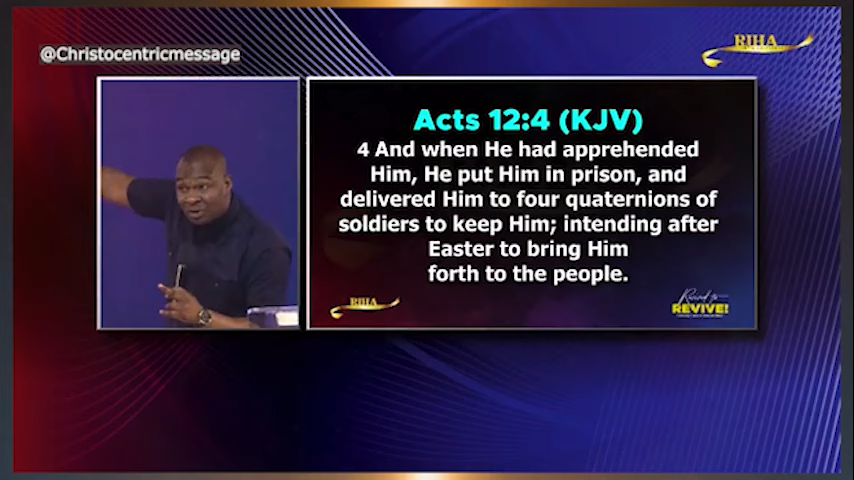 @Christocentricmessage
RIHA
Acts 12:4 (KJV)
4 And when He had apprehended
Him, He put Him in prison, and
delivered Him to four quaternions of
soldiers to keep Him; intending after
Easter to bring Him
forth to the people.
RIHA
Revived to
REVIVE!